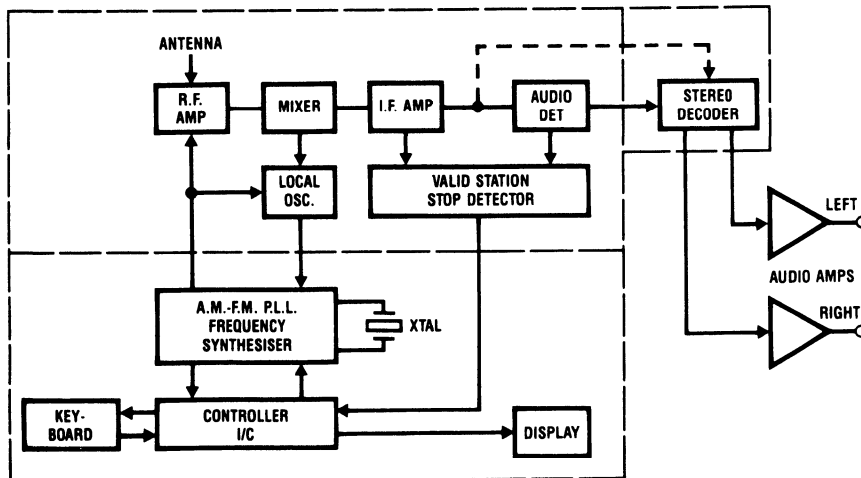 ANTENNA
R.F.
AMP
MIXER
I.F. AMP
AUDIO
DET
STEREO
DECODER
LOCAL
OSC.
VALID STATION
STOP DETECTOR
LEFT
AUDIO AMPS
RIGHT
A.M.-F.M. P.L.L.
FREQUENCY
SYNTHESISER
XTAL
KEY-
BOARD
CONTROLLER
I/C
DISPLAY